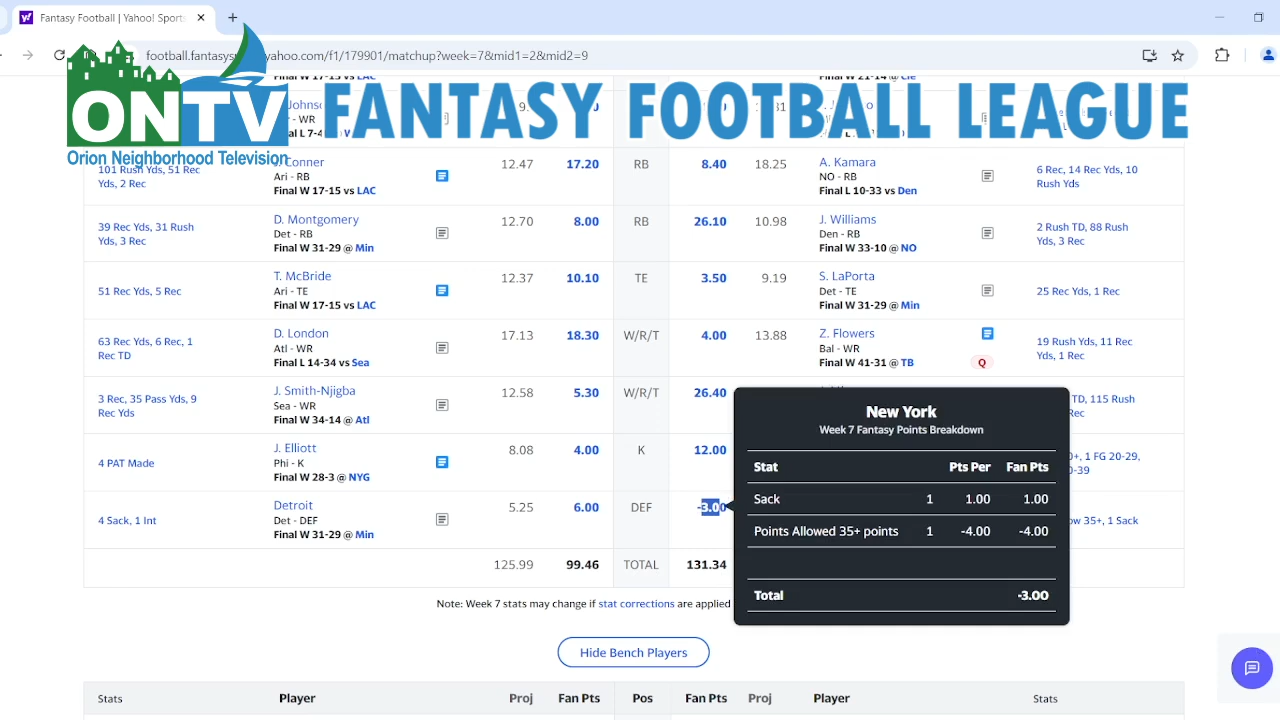 Fantasy Football | Yahoo! Sports
football.fantasys yahoo.com/f1/179901/matchup?week=7&mid1=2&mid2=9
ONTV
Orion Neighborhood Television
FANTASY FOOTBALL LEAGUE
Final W 17-15 vs LAC
Final W 21-14 @ Cle
Johnson
101 Rush Yds, 51 Rec Yds, 2 Rec
J. Conner
Ari - RB
Final W 17-15 vs LAC
12.47 17.20 RB 8.40 18.25
A. Kamara
NO - RB
Final L 10-33 vs Den
6 Rec, 14 Rec Yds, 10
Rush Yds
39 Rec Yds, 31 Rush
Yds, 3 Rec
D. Montgomery
Det - RB
Final W 31-29 @ Min
12.70 8.00 RB 26.10 10.98
J. Williams
Den - RB
Final W 33-10 @ NO
2 Rush TD, 88 Rush
Yds, 3 Rec
51 Rec Yds, 5 Rec
T. McBride
Ari - TE
Final W 17-15 vs LAC
12.37 10.10 TE 3.50 9.19
S. LaPorta
Det - TE
Final W 31-29 @ Min
25 Rec Yds, 1 Rec
63 Rec Yds, 6 Rec, 1
Rec TD
D. London
Atl - WR
Final L 14-34 vs Sea
17.13 18.30 W/R/T 4.00 13.88
Z. Flowers
Bal - WR
Final W 41-31 @ TB
Q
19 Rush Yds, 11 Rec
Yds, 1 Rec
3 Rec, 35 Pass Yds, 9
Rec Yds
J. Smith-Njigba
Sea - WR
Final W 34-14 @ Atl
12.58 5.30 W/R/T 26.40
TD, 115 Rush
Rec
4 PAT Made
J. Elliott
Phi - K
Final W 28-3 @ NYG
8.08 4.00 K 12.00
0+, 1 FG 20-29,
0-39
4 Sack, 1 Int
Detroit
Det - DEF
Final W 31-29 @ Min
5.25 6.00 DEF -3.00
ow 35+, 1 Sack
125.99 99.46 TOTAL 131.34
New York
Week 7 Fantasy Points Breakdown
Stat Pts Per Fan Pts
Sack 1 1.00 1.00
Points Allowed 35+ points 1 -4.00 -4.00
Total -3.00
Note: Week 7 stats may change if stat corrections are applied
Hide Bench Players
Stats Player Proj Fan Pts Pos Fan Pts Proj Player Stats